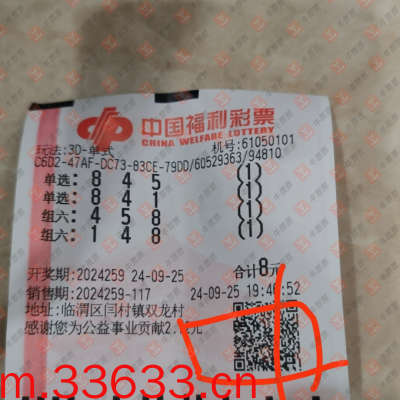 中国福利彩票
CHINA WELFARE LOTTERY
玩法:3D-单式 机号:61050101
C6D2-47AF-DC73-83CE-79DD/60529363/94810
单选: 8 4 5 (1)
单选: 8 4 1 (1)
组六: 4 5 8 (1)
组六: 1 4 8 (1)
开奖期:2024259 24-09-25 合计8元
销售期:2024259-117 24-09-25 19:46:52
地址:临渭区闫村镇双龙村
感谢您为公益事业贡献2.元
m.33633.cn